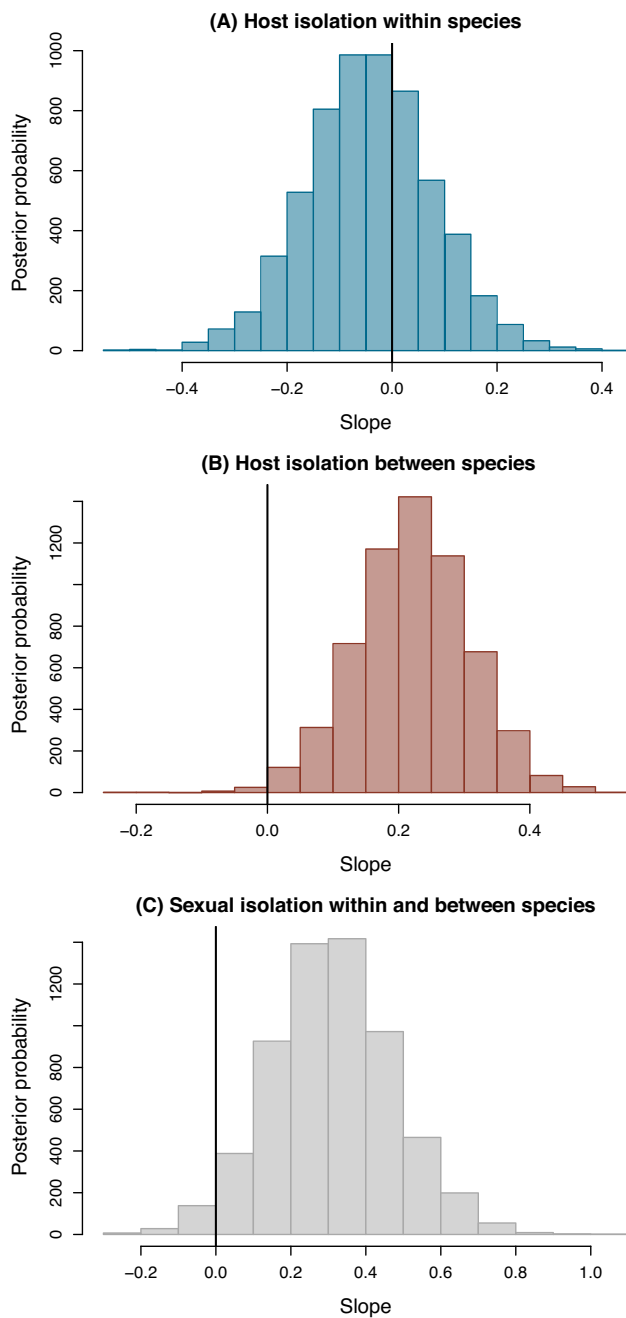 (A) Host isolation within species
Posterior probability
1000
800
600
400
200
0
−0.4 −0.2 0.0 0.2 0.4
Slope
(B) Host isolation between species
Posterior probability
1200
800
600
400
200
0
−0.2 0.0 0.2 0.4
Slope
(C) Sexual isolation within and between species
Posterior probability
1200
800
600
400
200
0
−0.2 0.0 0.2 0.4 0.6 0.8 1.0
Slope